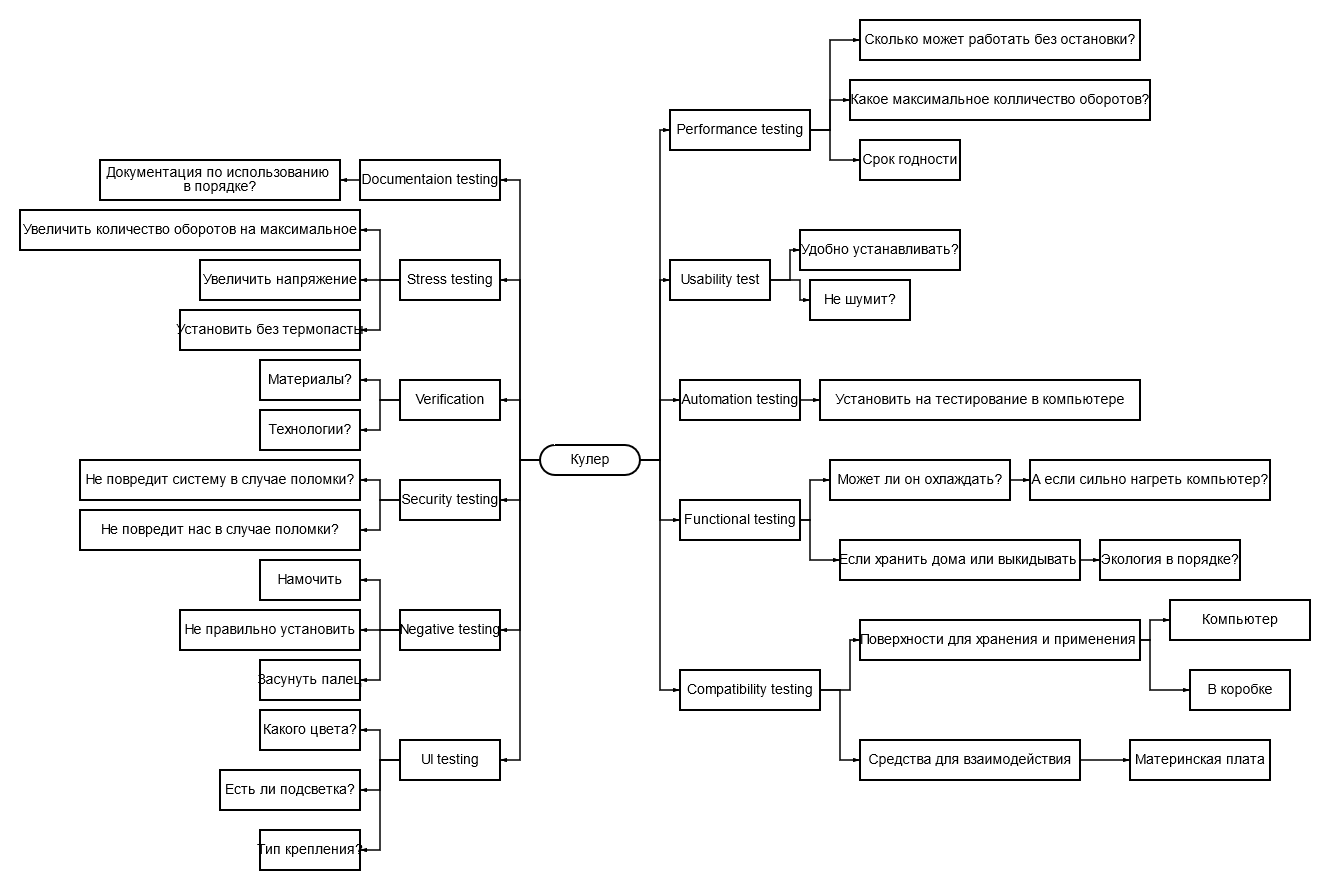 Сколько может работать без остановки?
Какое максимальное колличество оборотов?
Performance testing
Срок годности
Документация по использованию
в порядке?
Documentaion testing
Увеличить количество оборотов на максимальное
Удобно устанавливать?
Увеличить напряжение
Stress testing
Usability test
Не шумит?
Установить без термопасты
Материалы?
Verification
Automation testing
Установить на тестирование в компьютере
Технологии?
Кулер
Не повредит систему в случае поломки?
Security testing
Может ли он охлаждать?
А если сильно нагреть компьютер?
Functional testing
Не повредит нас в случае поломки?
Если хранить дома или выкидывать
Экология в порядке?
Намочить
Не правильно установить
Negative testing
Компьютер
Поверхности для хранения и применения
Засунуть палец
Compatibility testing
В коробке
Какого цвета?
UI testing
Средства для взаимодействия
Материнская плата
Есть ли подсветка?
Тип крепления?